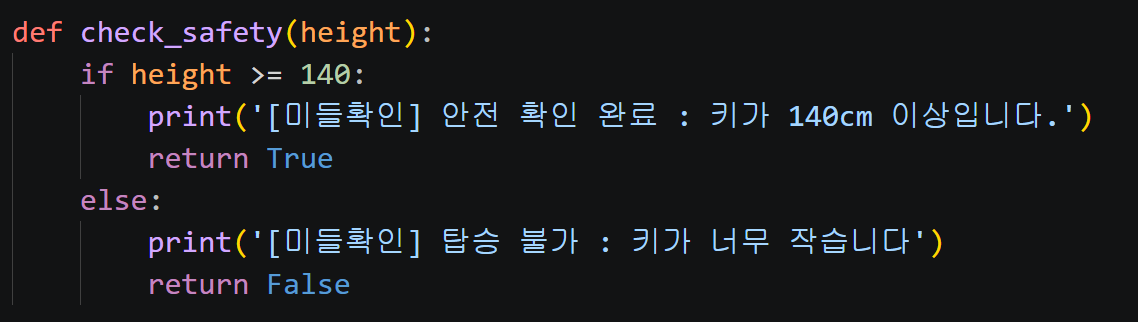 def check_safety(height):
    if height >= 140:
        print('[미들확인] 안전 확인 완료 : 키가 140cm 이상입니다.')
        return True
    else:
        print('[미들확인] 탑승 불가 : 키가 너무 작습니다')
        return False